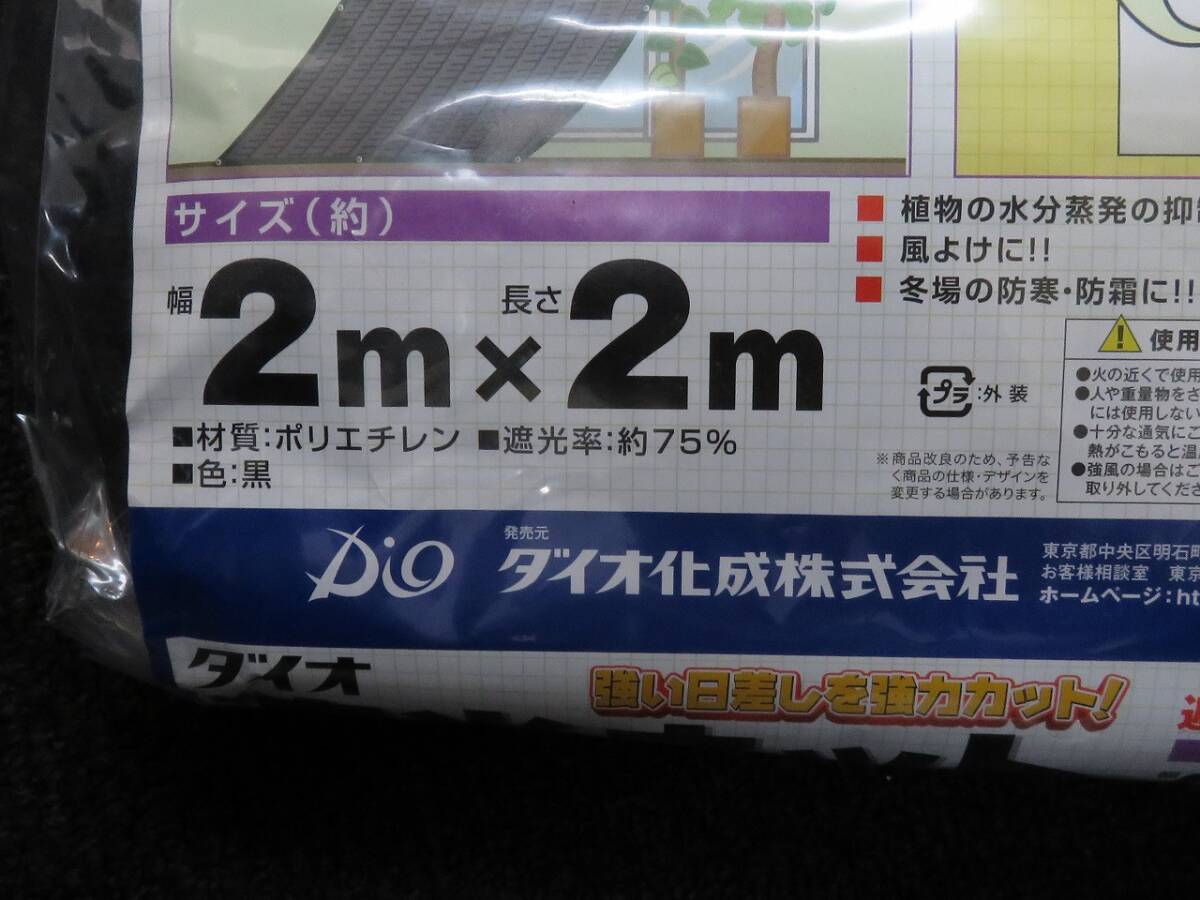 サイズ(約)
幅2m×長さ2m
■材質:ポリエチレン ■遮光率:約75%
■色:黒
■植物の水分蒸発の抑
■風よけに!!
■冬場の防寒・防霜に!!
プラ:外装
※商品改良のため、予告な
く商品の仕様・デザインを
変更する場合があります。
使用
●火の近くで使用
●人や重量物をさ
には使用しない
●十分な通気にご
熱がこもると温
●強風の場合はご
取り外してくださ
DIO
発売元
ダイオ化成株式会社
東京都中央区明石町
お客様相談室 東京
ホームページ:ht
ダイオ
強い日差しを強力カット!